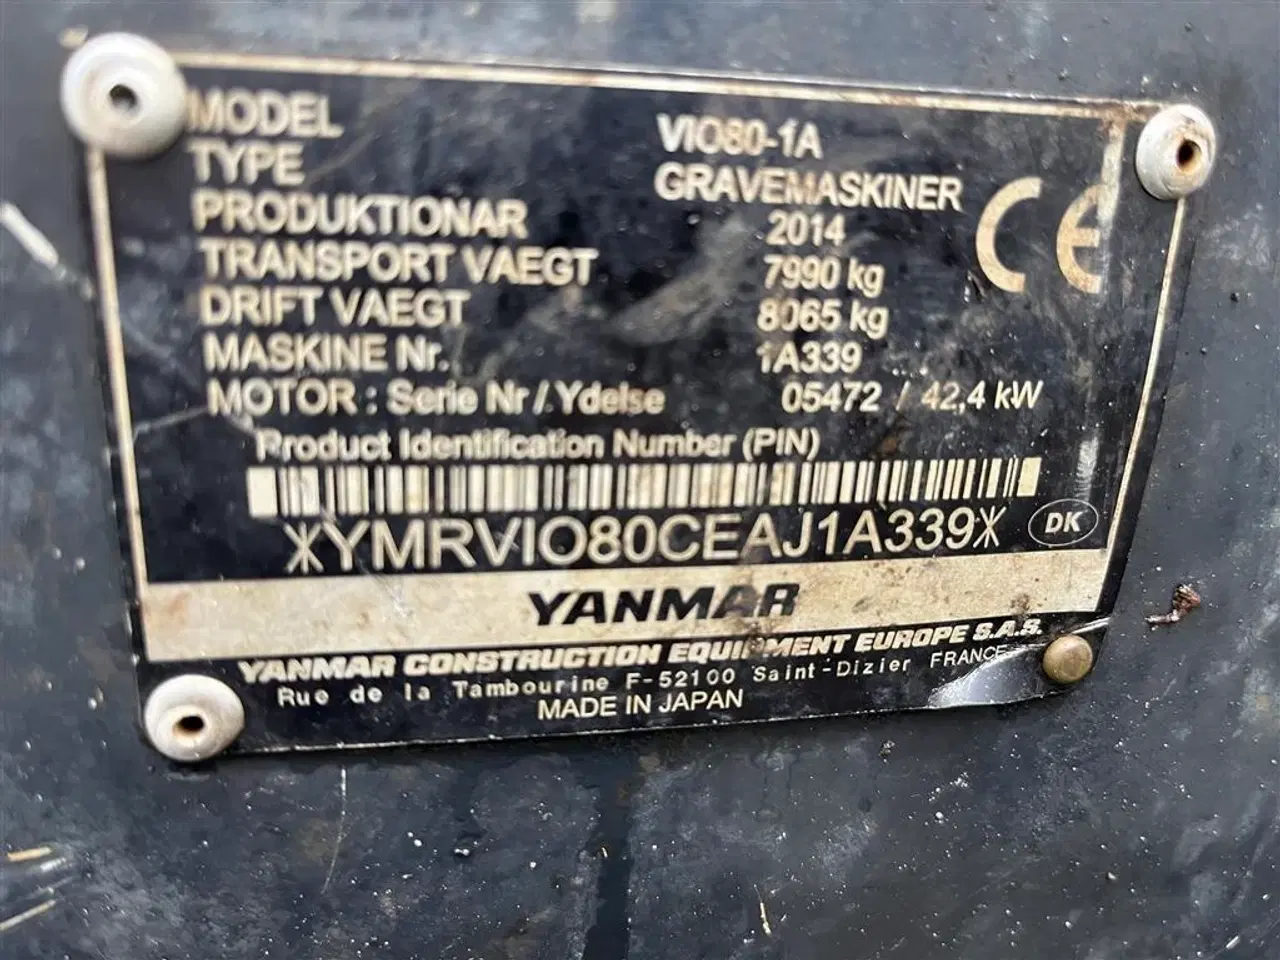 MODEL VIO80-1A
TYPE GRAVEMASKINER
PRODUKTIONAR 2014
TRANSPORT VAEGT 7990 kg
DRIFT VAEGT 8065 kg
MASKINE Nr. 1A339
MOTOR : Serie Nr / Ydelse 05472 / 42,4 kW
CE
Product Identification Number (PIN)
*YMRVIO80CEAJ1A339*
DK
YANMAR
YANMAR CONSTRUCTION EQUIPMENT EUROPE S.A.S.
Rue de la Tambourine F-52100 Saint-Dizier FRANCE
MADE IN JAPAN